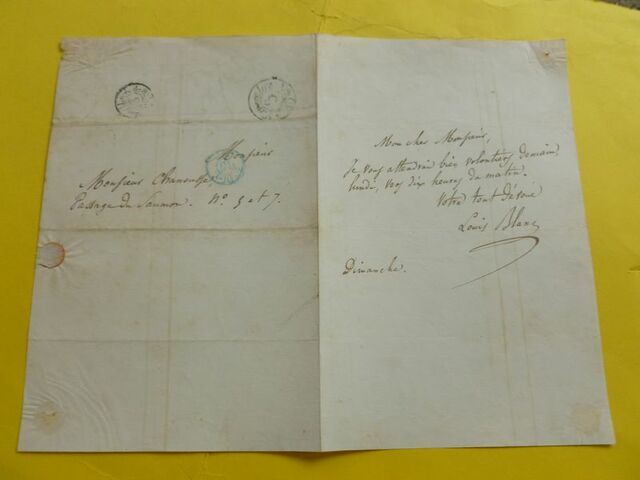 Monsieur
Monsieur
Passage du Saumon. N° 5 et 7.
Mon cher Monsieur,
Je vous attendrai bien volontiers demain
lundi, vers dix heures du matin.
Votre tout dévoué
Louis Blanc
Dimanche.